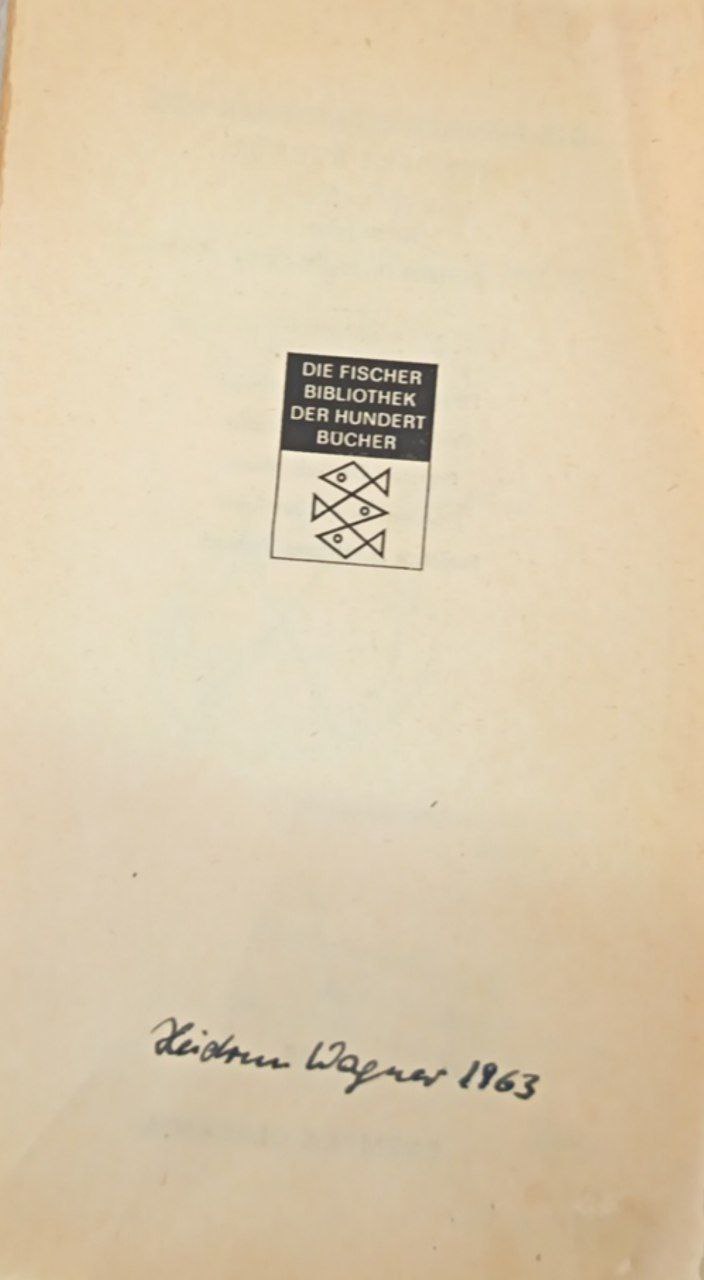 DIE FISCHER
BIBLIOTHEK
DER HUNDERT
BÜCHER
Heidrun Wagner 1963